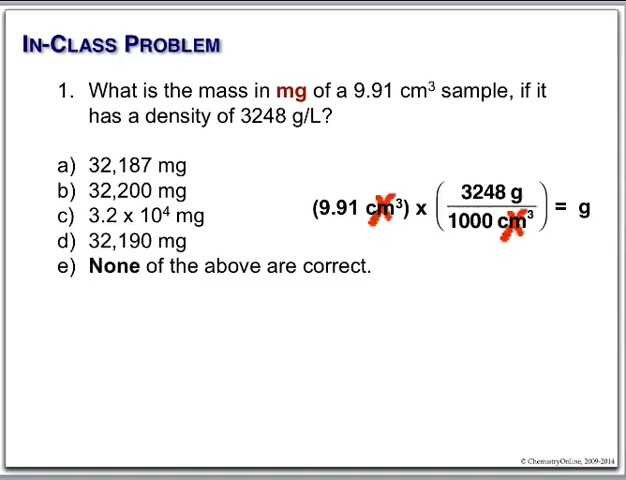 IN-CLASS PROBLEM
1. What is the mass in mg of a 9.91 cm³ sample, if it
has a density of 3248 g/L?
a) 32,187 mg
b) 32,200 mg
c) 3.2 x 10⁴ mg
d) 32,190 mg
e) None of the above are correct.
(9.91 cm³) x (3248 g / 1000 cm³) = g
© ChemistryOnline, 2009-2014